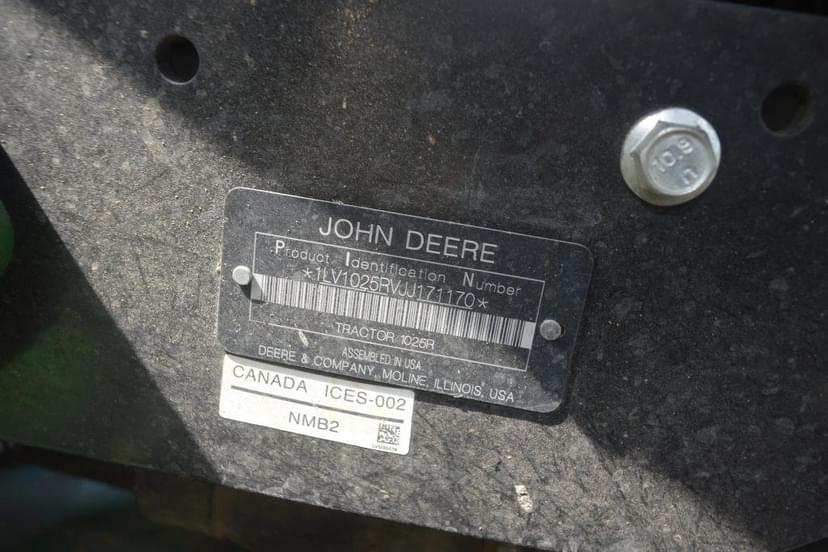 10.9
n
JOHN DEERE
Product Identification Number
*1LV1025RVJJ171170*
TRACTOR 1025R
ASSEMBLED IN USA
DEERE & COMPANY, MOLINE, ILLINOIS, USA
CANADA ICES-002
NMB2